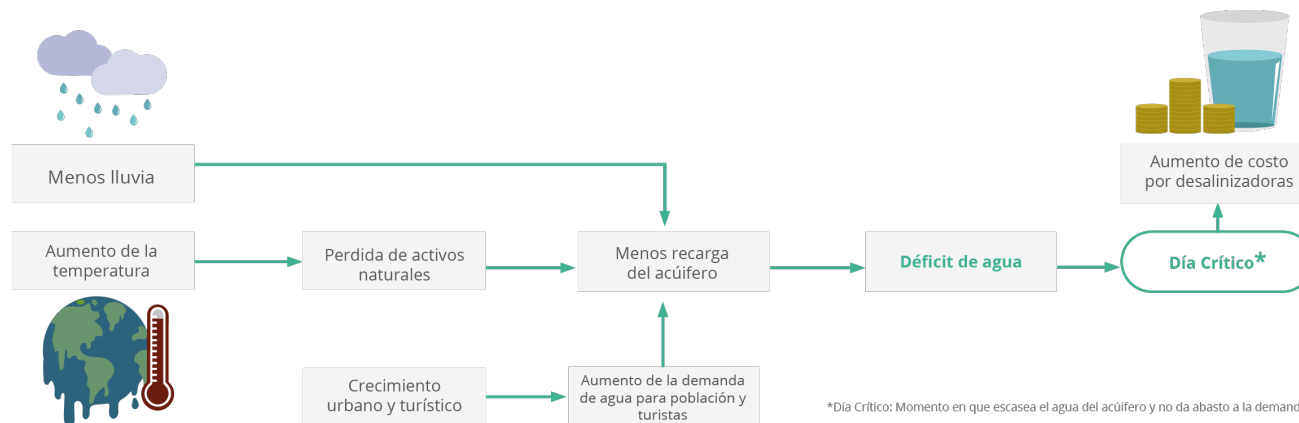 Menos lluvia
Aumento de costo
por desalinizadoras
Aumento de la
temperatura
Perdida de activos
naturales
Menos recarga
del acúifero
Déficit de agua
Día Crítico*
Crecimiento
urbano y turístico
Aumento de la demanda
de agua para población y
turistas
*Día Crítico: Momento en que escasea el agua del acúifero y no da abasto a la demand